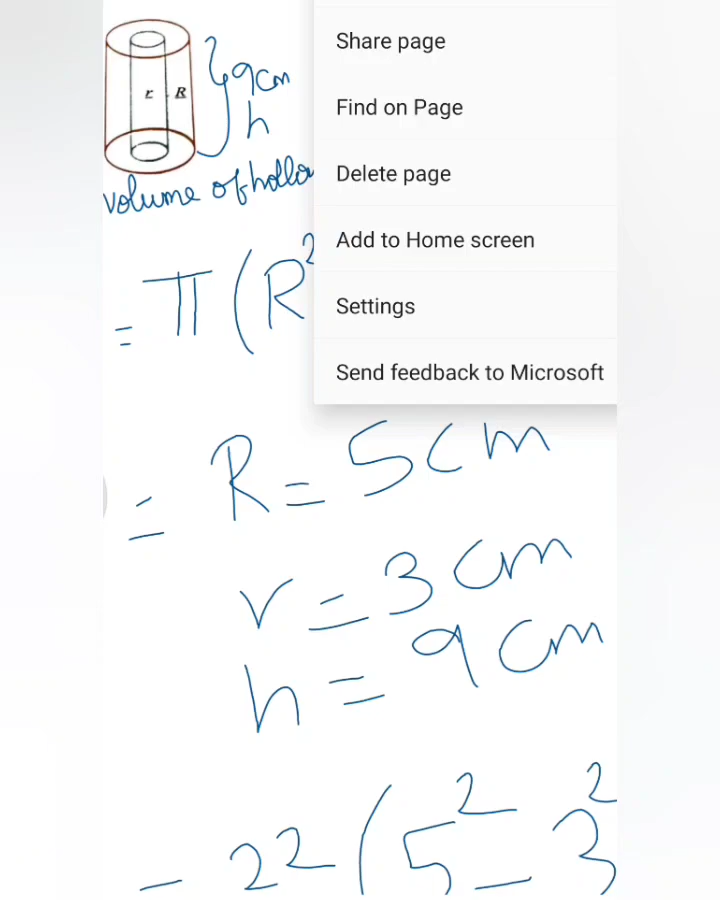 r R
9cm
h
volume of hollo
= π(R²
= R = 5cm
r = 3cm
h = 9cm
= 22(5² - 3²
Share page
Find on Page
Delete page
Add to Home screen
Settings
Send feedback to Microsoft